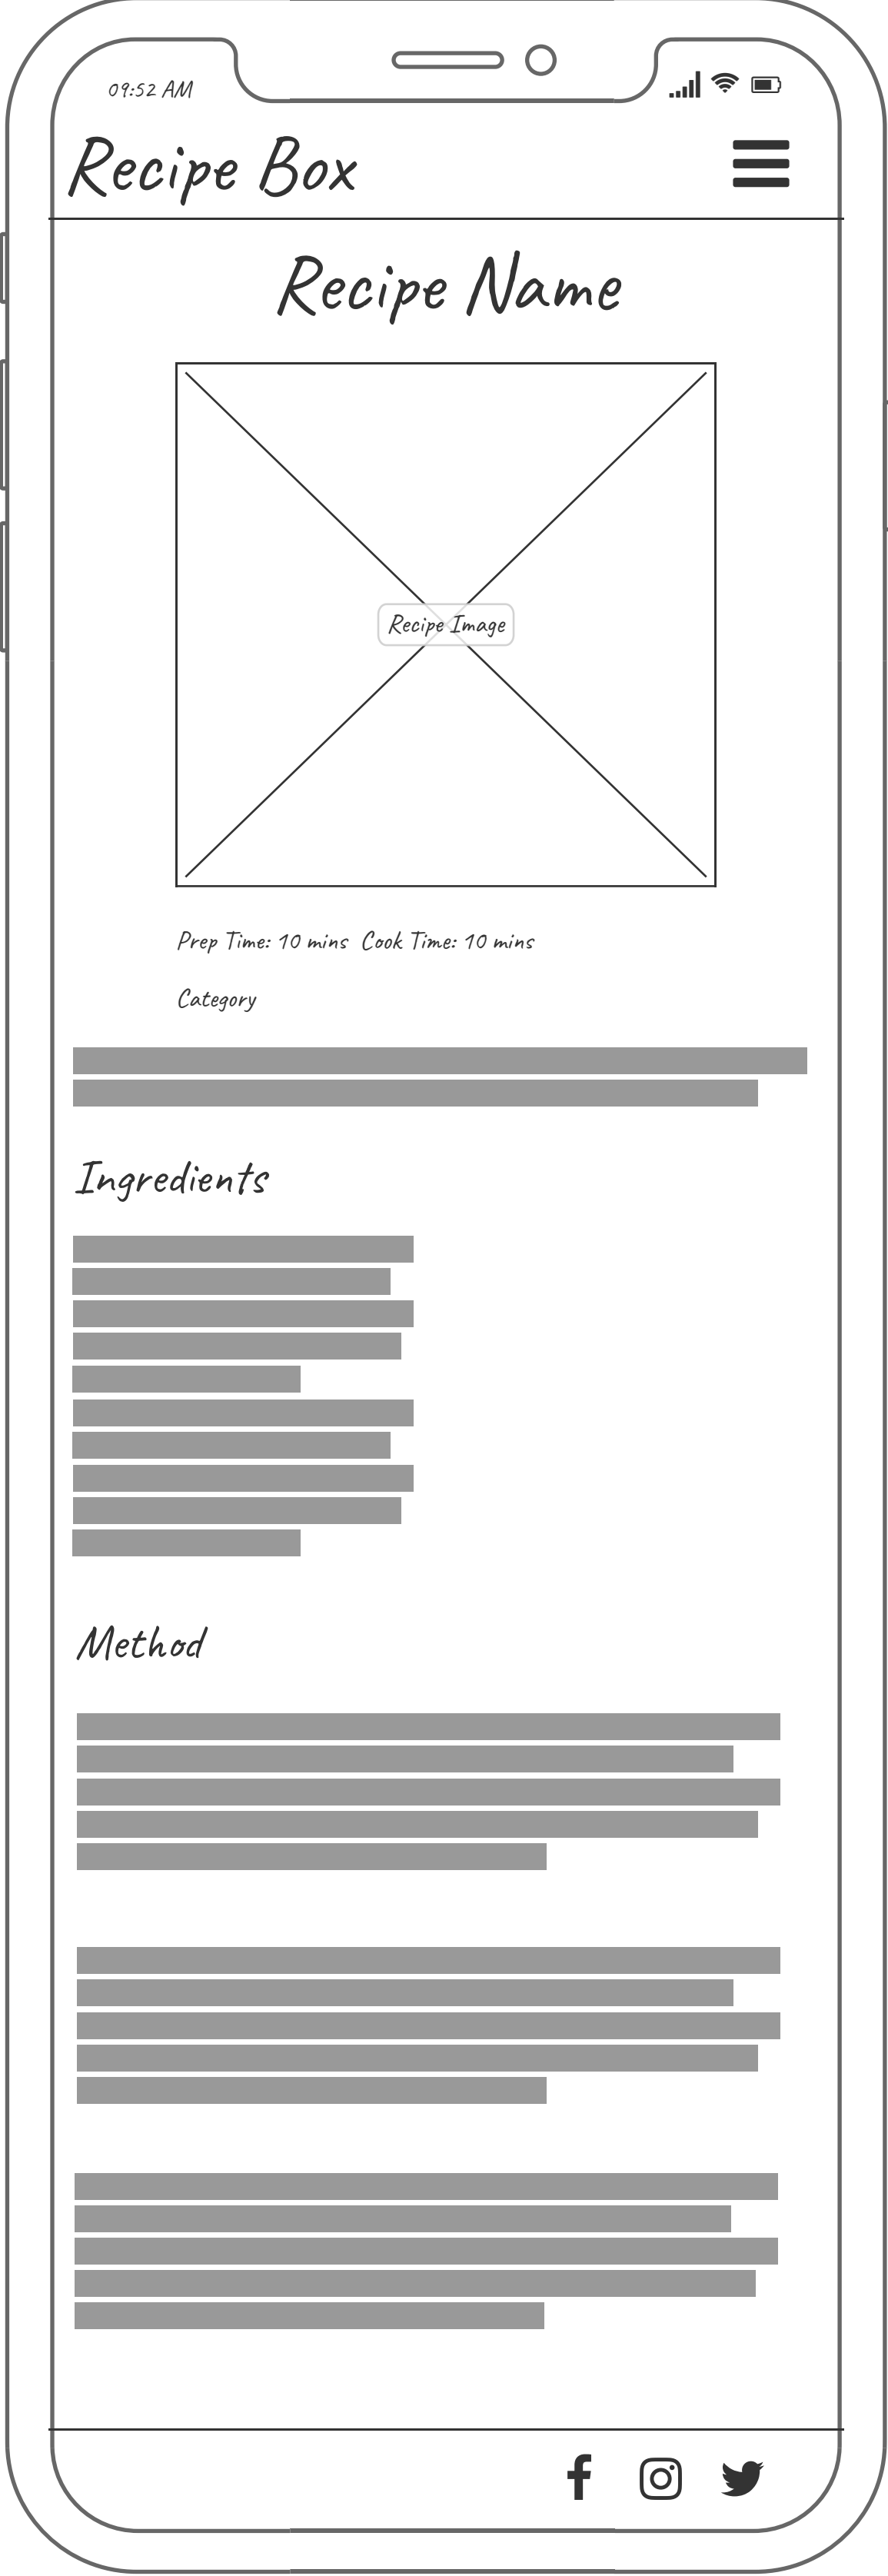 09:52 AM
Recipe Box
Recipe Name
Recipe Image
Prep Time: 10 mins Cook Time: 10 mins
Category
Ingredients
Method